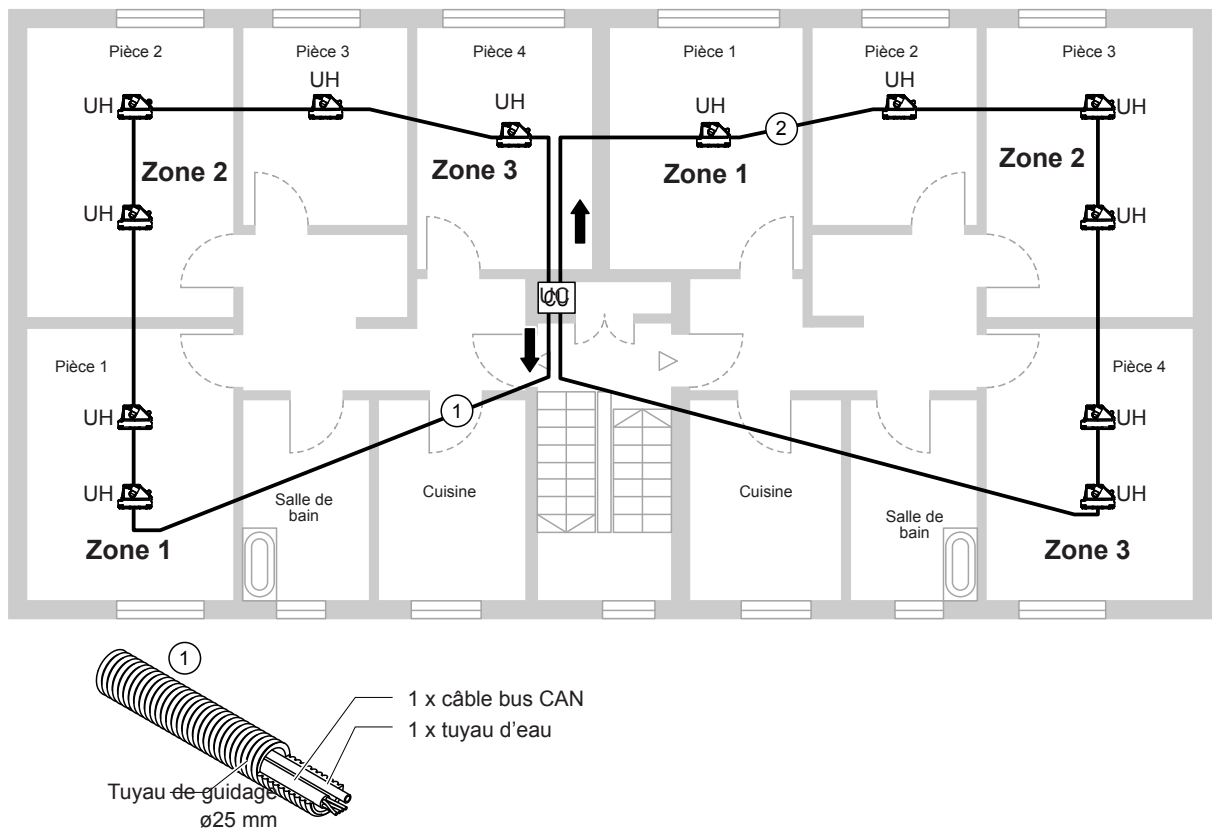 Pièce 2
Pièce 3
Pièce 4
Pièce 1
Pièce 2
Pièce 3
UH
UH
UH
UH
UH
UH
2
Zone 2
Zone 3
Zone 1
Zone 2
UH
UH
Pièce 1
Pièce 4
1
UH
UH
UH
UH
Salle de
bain
Cuisine
Cuisine
Salle de
bain
Zone 1
Zone 3
1
1 x câble bus CAN
1 x tuyau d'eau
Tuyau de guidage
ø25 mm